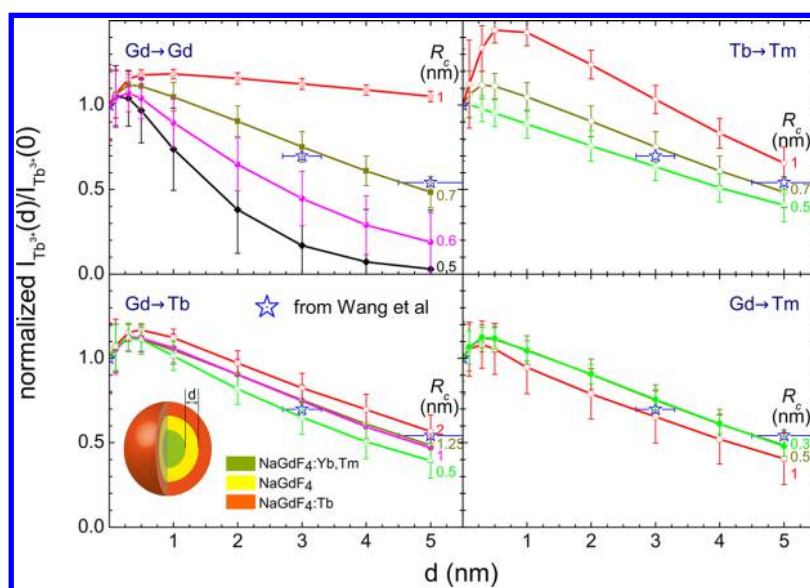 Gd→Gd
R_c
(nm)
1
0.7
0.6
0.5
Tb→Tm
R_c
(nm)
1
0.7
0.5
1.0
0.5
0.0
normalized I_Tb³⁺(d)/I_Tb³⁺(0)
Gd→Tb
from Wang et al
R_c
(nm)
2
1.25
1
0.5
d
NaGdF₄:Yb,Tm
NaGdF₄
NaGdF₄:Tb
Gd→Tm
R_c
(nm)
0.3
0.5
1
1.0
0.5
0.0
1 2 3 4 5 1 2 3 4 5
d (nm)